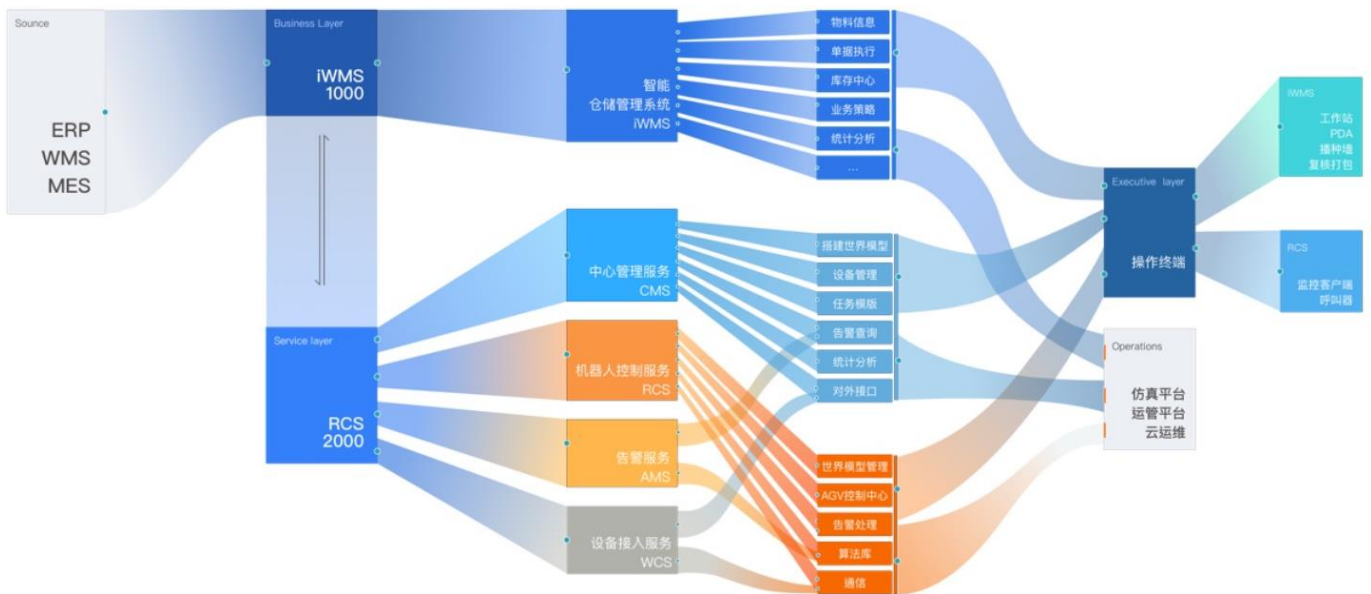 Sounce
ERP
WMS
MES
Business Layer
iWMS
1000
Service layer
RCS
2000
智能
仓储管理系统
iWMS
中心管理服务
CMS
机器人控制服务
RCS
告警服务
AMS
设备接入服务
WCS
物料信息
单据执行
库存中心
业务策略
统计分析
...
搭建世界模型
设备管理
任务模版
告警查询
统计分析
对外接口
世界模型管理
AGV控制中心
告警处理
算法库
通信
Executive layer
操作终端
Operations
仿真平台
运管平台
云运维
iWMS
工作站
PDA
播种墙
复核打包
RCS
监控客户端
呼叫器